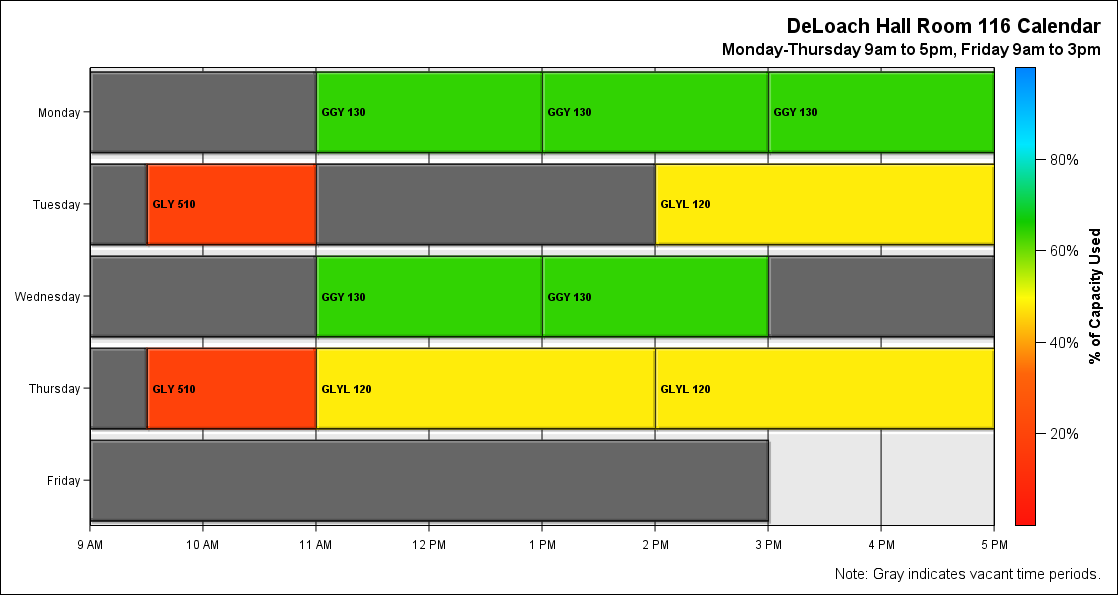 DeLoach Hall Room 116 Calendar
Monday-Thursday 9am to 5pm, Friday 9am to 3pm
Monday
GGY 130
GGY 130
GGY 130
Tuesday
GLY 510
GLYL 120
Wednesday
GGY 130
GGY 130
Thursday
GLY 510
GLYL 120
GLYL 120
Friday
9 AM
10 AM
11 AM
12 PM
1 PM
2 PM
3 PM
4 PM
5 PM
80%
60%
40%
20%
% of Capacity Used
Note: Gray indicates vacant time periods.